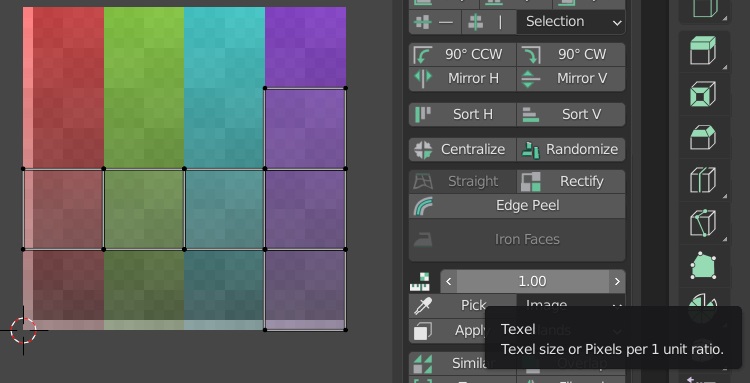 Selection
90° CCW 90° CW
Mirror H Mirror V
Sort H Sort V
Centralize Randomize
Straight Rectify
Edge Peel
Iron Faces
1.00
Pick Image
Apply
Texel
Texel size or Pixels per 1 unit ratio.
Similar